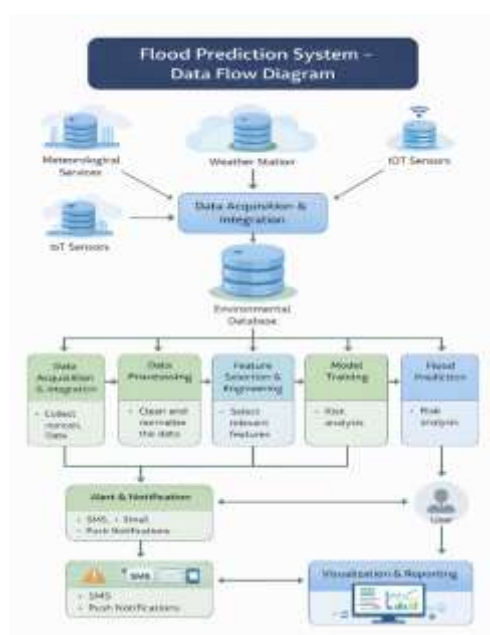 Flood Prediction System –
Data Flow Diagram
Meteorological
Services
Weather Station
IOT Sensors
Data Acquisition &
Integration
IoT Sensors
Environmental
Database
Data
Acquisition
& Integration
• Collect
Data
Data
Processing
• Clean and
normalize
the data
Feature
Selection &
Engineering
• Select
relevant
features
Model
Training
• Risk
analysis
Flood
Prediction
• Risk
analysis
Alert & Notification
• SMS, • Email
• Push Notifications
User
SMS
• SMS
• Push Notifications
Visualization & Reporting